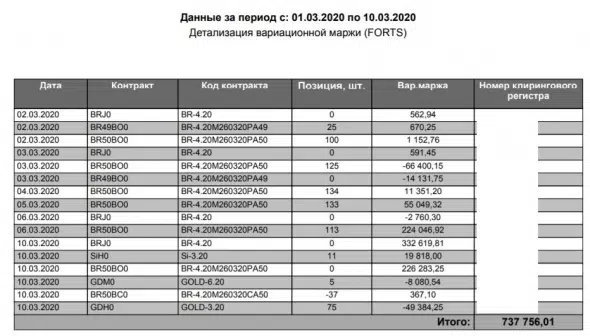 Данные за период с: 01.03.2020 по 10.03.2020
Детализация вариационной маржи (FORTS)
Дата Контракт Код контракта Позиция, шт. Вар.маржа Номер клирингового регистра
02.03.2020 BRJ0 BR-4.20 0 562,94
02.03.2020 BR49BO0 BR-4.20M260320PA49 25 670,25
02.03.2020 BR50BO0 BR-4.20M260320PA50 100 1 152,76
03.03.2020 BRJ0 BR-4.20 0 591,45
03.03.2020 BR50BO0 BR-4.20M260320PA50 125 -66 400,15
03.03.2020 BR49BO0 BR-4.20M260320PA49 0 -14 131,75
04.03.2020 BR50BO0 BR-4.20M260320PA50 134 11 351,20
05.03.2020 BR50BO0 BR-4.20M260320PA50 133 55 049,32
06.03.2020 BRJ0 BR-4.20 0 -2 760,30
06.03.2020 BR50BO0 BR-4.20M260320PA50 113 224 046,92
10.03.2020 BRJ0 BR-4.20 0 332 619,81
10.03.2020 SiH0 Si-3.20 11 19 818,00
10.03.2020 BR50BO0 BR-4.20M260320PA50 0 226 283,25
10.03.2020 GDM0 GOLD-6.20 5 -8 080,54
10.03.2020 BR50BC0 BR-4.20M260320CA50 -37 367,10
10.03.2020 GDH0 GOLD-3.20 75 -49 384,25
Итого: 737 756,01